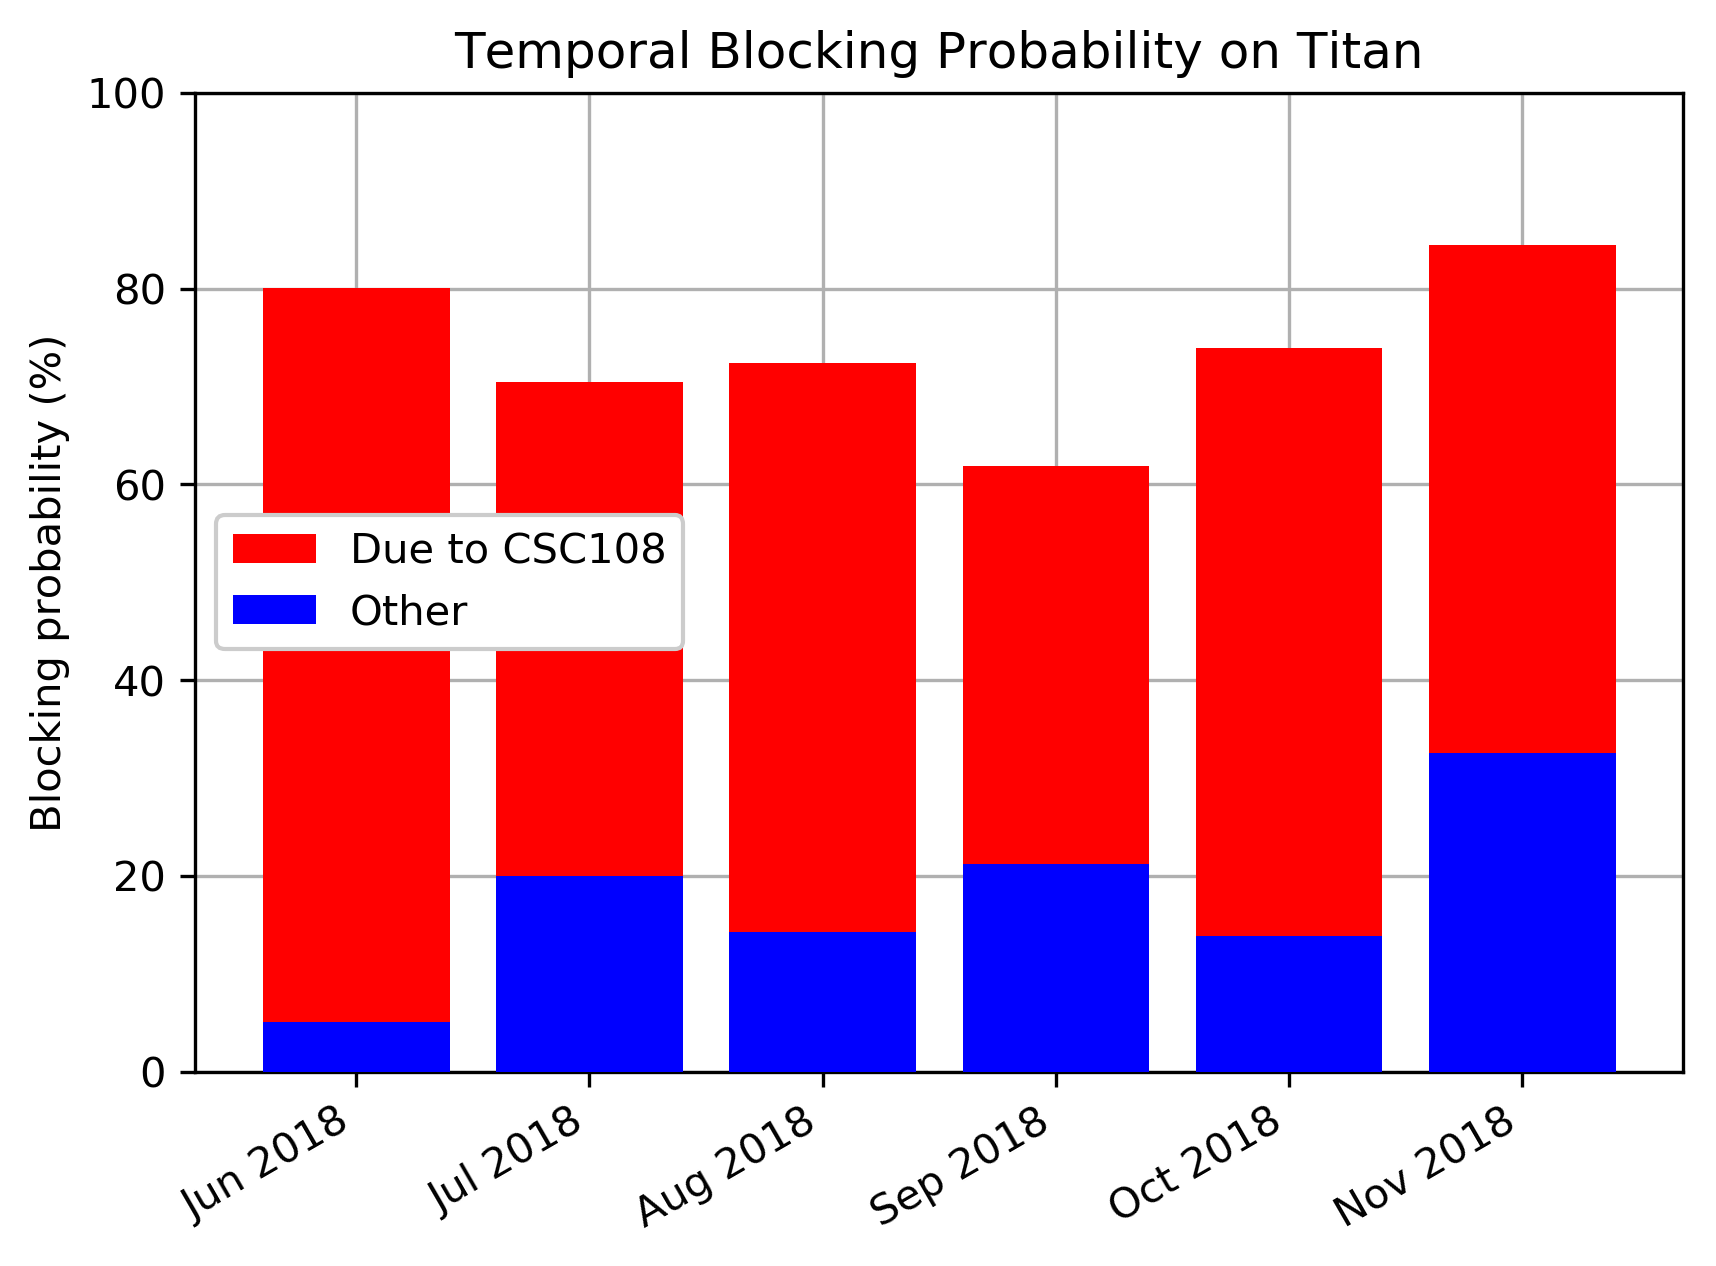 Temporal Blocking Probability on Titan
Blocking probability (%)
100
80
60
40
20
0
Due to CSC108
Other
Jun 2018
Jul 2018
Aug 2018
Sep 2018
Oct 2018
Nov 2018